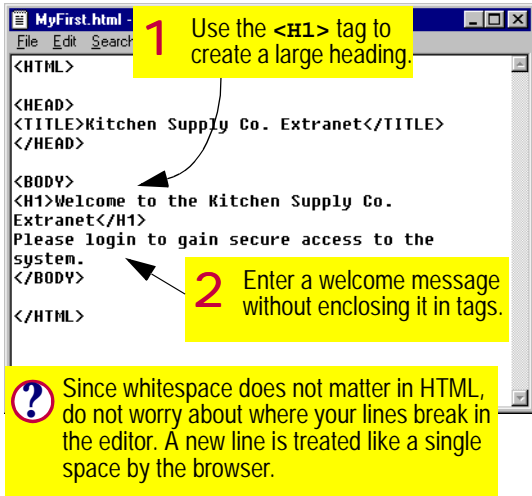 MyFirst.html -
File Edit Search
1 Use the <H1> tag to
create a large heading.
<HTML>
<HEAD>
<TITLE>Kitchen Supply Co. Extranet</TITLE>
</HEAD>
<BODY>
<H1>Welcome to the Kitchen Supply Co.
Extranet</H1>
Please login to gain secure access to the
system.
</BODY>
</HTML>
2 Enter a welcome message
without enclosing it in tags.
? Since whitespace does not matter in HTML,
do not worry about where your lines break in
the editor. A new line is treated like a single
space by the browser.